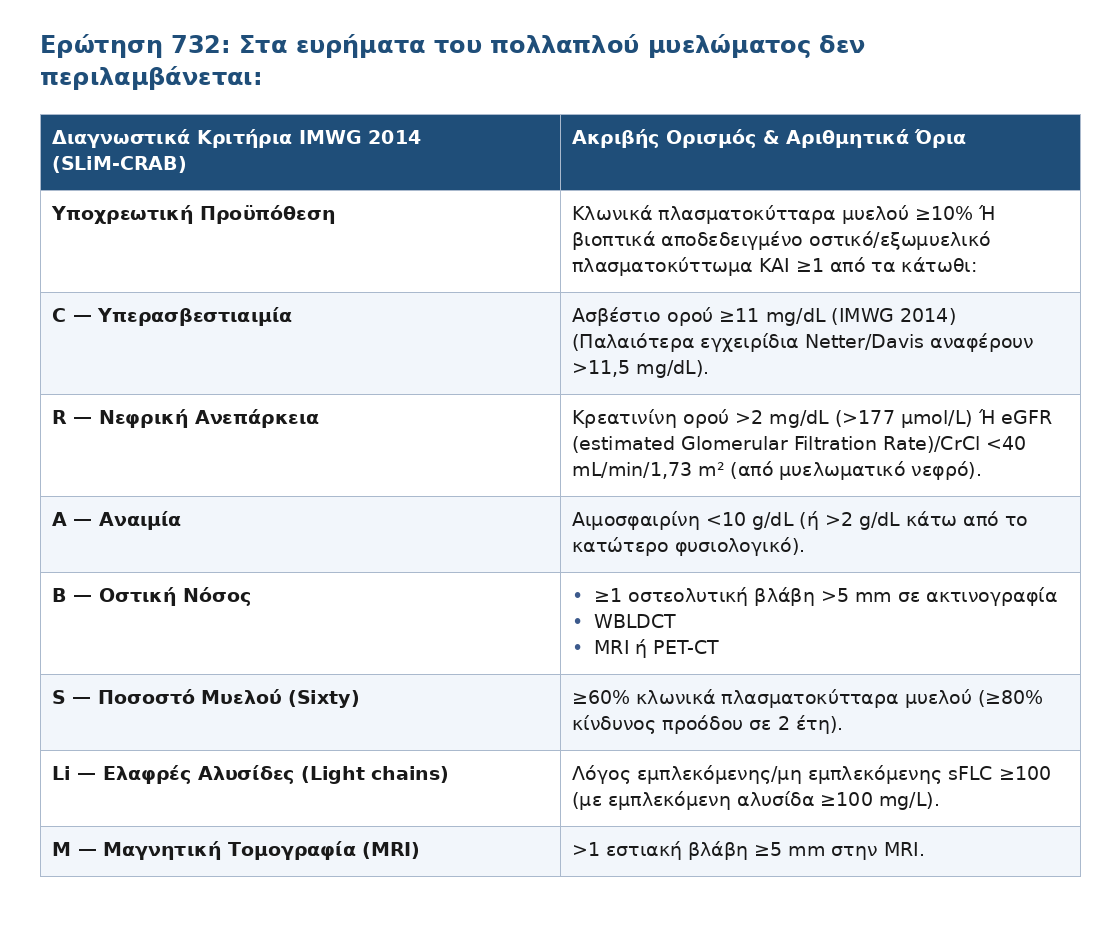 Ερώτηση 732: Στα ευρήματα του πολλαπλού μυελώματος δεν
περιλαμβάνεται:
Διαγνωστικά Κριτήρια IMWG 2014
(SLiM-CRAB)
Ακριβής Ορισμός & Αριθμητικά Όρια
Υποχρεωτική Προϋπόθεση
Κλωνικά πλασματοκύτταρα μυελού ≥10% Ή
βιοπτικά αποδεδειγμένο οστικό/εξωμυελικό
πλασματοκύττωμα ΚΑΙ ≥1 από τα κάτωθι:
C — Υπερασβεστιαιμία
Ασβέστιο ορού ≥11 mg/dL (IMWG 2014)
(Παλαιότερα εγχειρίδια Netter/Davis αναφέρουν
>11,5 mg/dL).
R — Νεφρική Ανεπάρκεια
Κρεατινίνη ορού >2 mg/dL (>177 μmol/L) Ή eGFR
(estimated Glomerular Filtration Rate)/CrCl <40
mL/min/1,73 m² (από μυελωματικό νεφρό).
A — Αναιμία
Αιμοσφαιρίνη <10 g/dL (ή >2 g/dL κάτω από το
κατώτερο φυσιολογικό).
B — Οστική Νόσος
• ≥1 οστεολυτική βλάβη >5 mm σε ακτινογραφία
• WBLDCT
• MRI ή PET-CT
S — Ποσοστό Μυελού (Sixty)
≥60% κλωνικά πλασματοκύτταρα μυελού (≥80%
κίνδυνος προόδου σε 2 έτη).
Li — Ελαφρές Αλυσίδες (Light chains)
Λόγος εμπλεκόμενης/μη εμπλεκόμενης sFLC ≥100
(με εμπλεκόμενη αλυσίδα ≥100 mg/L).
M — Μαγνητική Τομογραφία (MRI)
>1 εστιακή βλάβη ≥5 mm στην MRI.